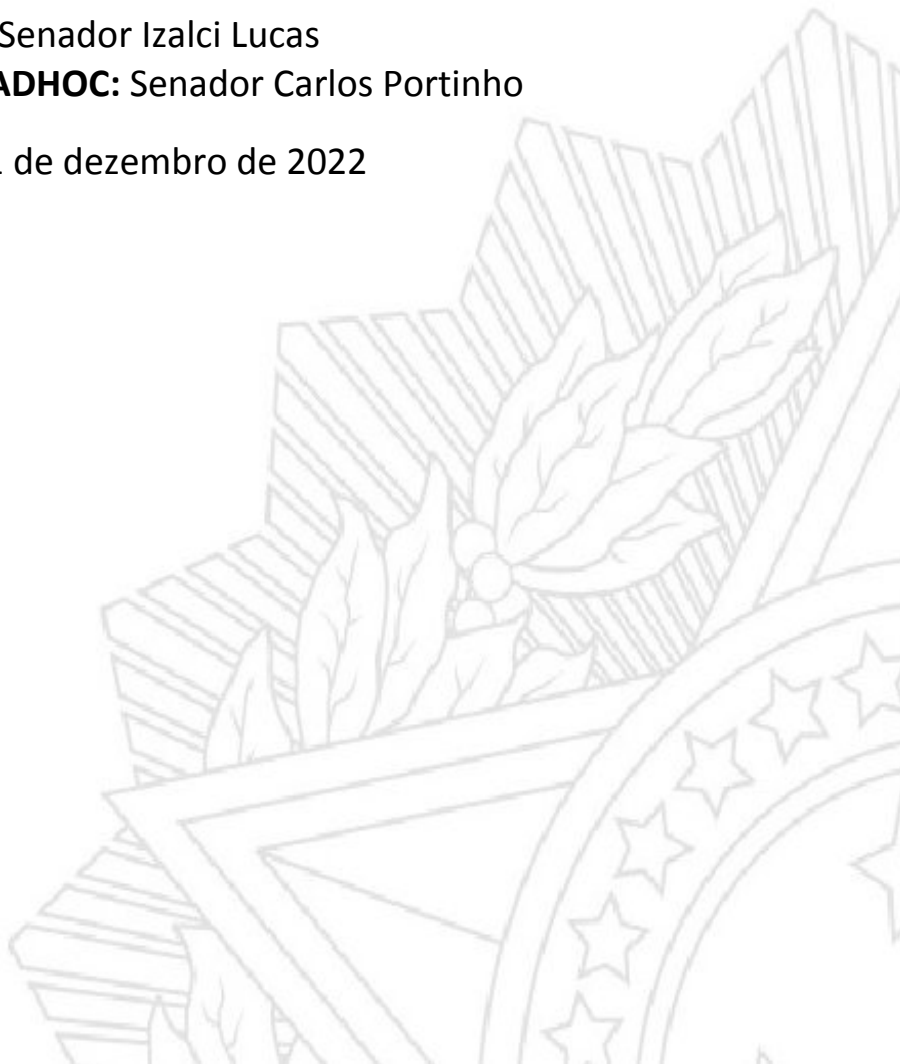 Senador Izalci Lucas
ADHOC: Senador Carlos Portinho
de dezembro de 2022